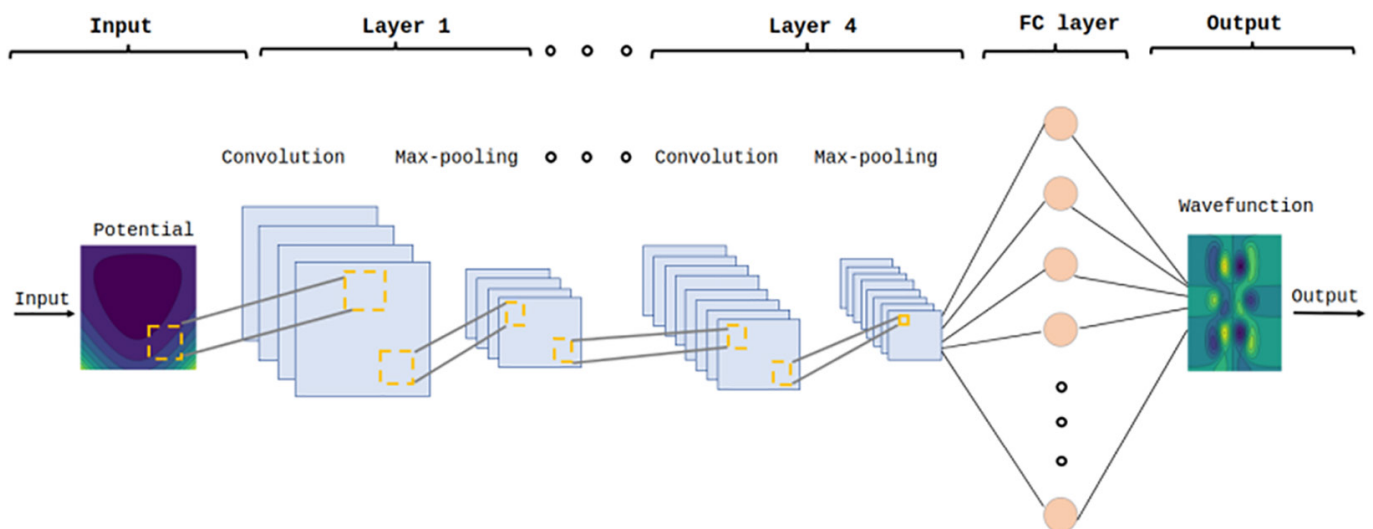 Input Layer 1 Layer 4 FC layer Output
Convolution Max-pooling Convolution Max-pooling
Potential Wavefunction
Input Output